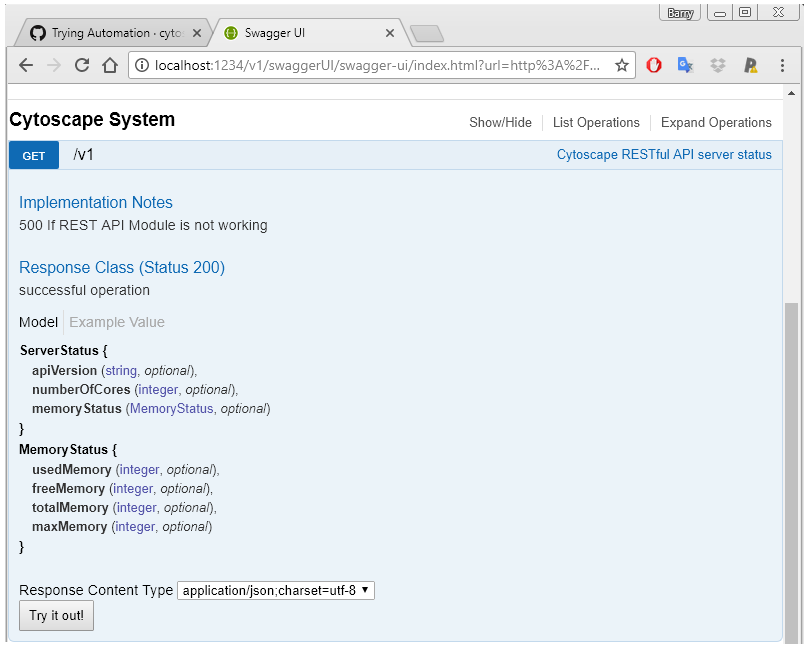 Barry
Trying Automation · cyto
Swagger UI
localhost:1234/v1/swaggerUI/swagger-ui/index.html?url=http%3A%2F...
Cytoscape System
Show/Hide
List Operations
Expand Operations
GET
/v1
Cytoscape RESTful API server status
Implementation Notes
500 If REST API Module is not working
Response Class (Status 200)
successful operation
Model
Example Value
ServerStatus {
apiVersion (string, optional),
numberOfCores (integer, optional),
memoryStatus (MemoryStatus, optional)
}
MemoryStatus {
usedMemory (integer, optional),
freeMemory (integer, optional),
totalMemory (integer, optional),
maxMemory (integer, optional)
}
Response Content Type application/json;charset=utf-8
Try it out!